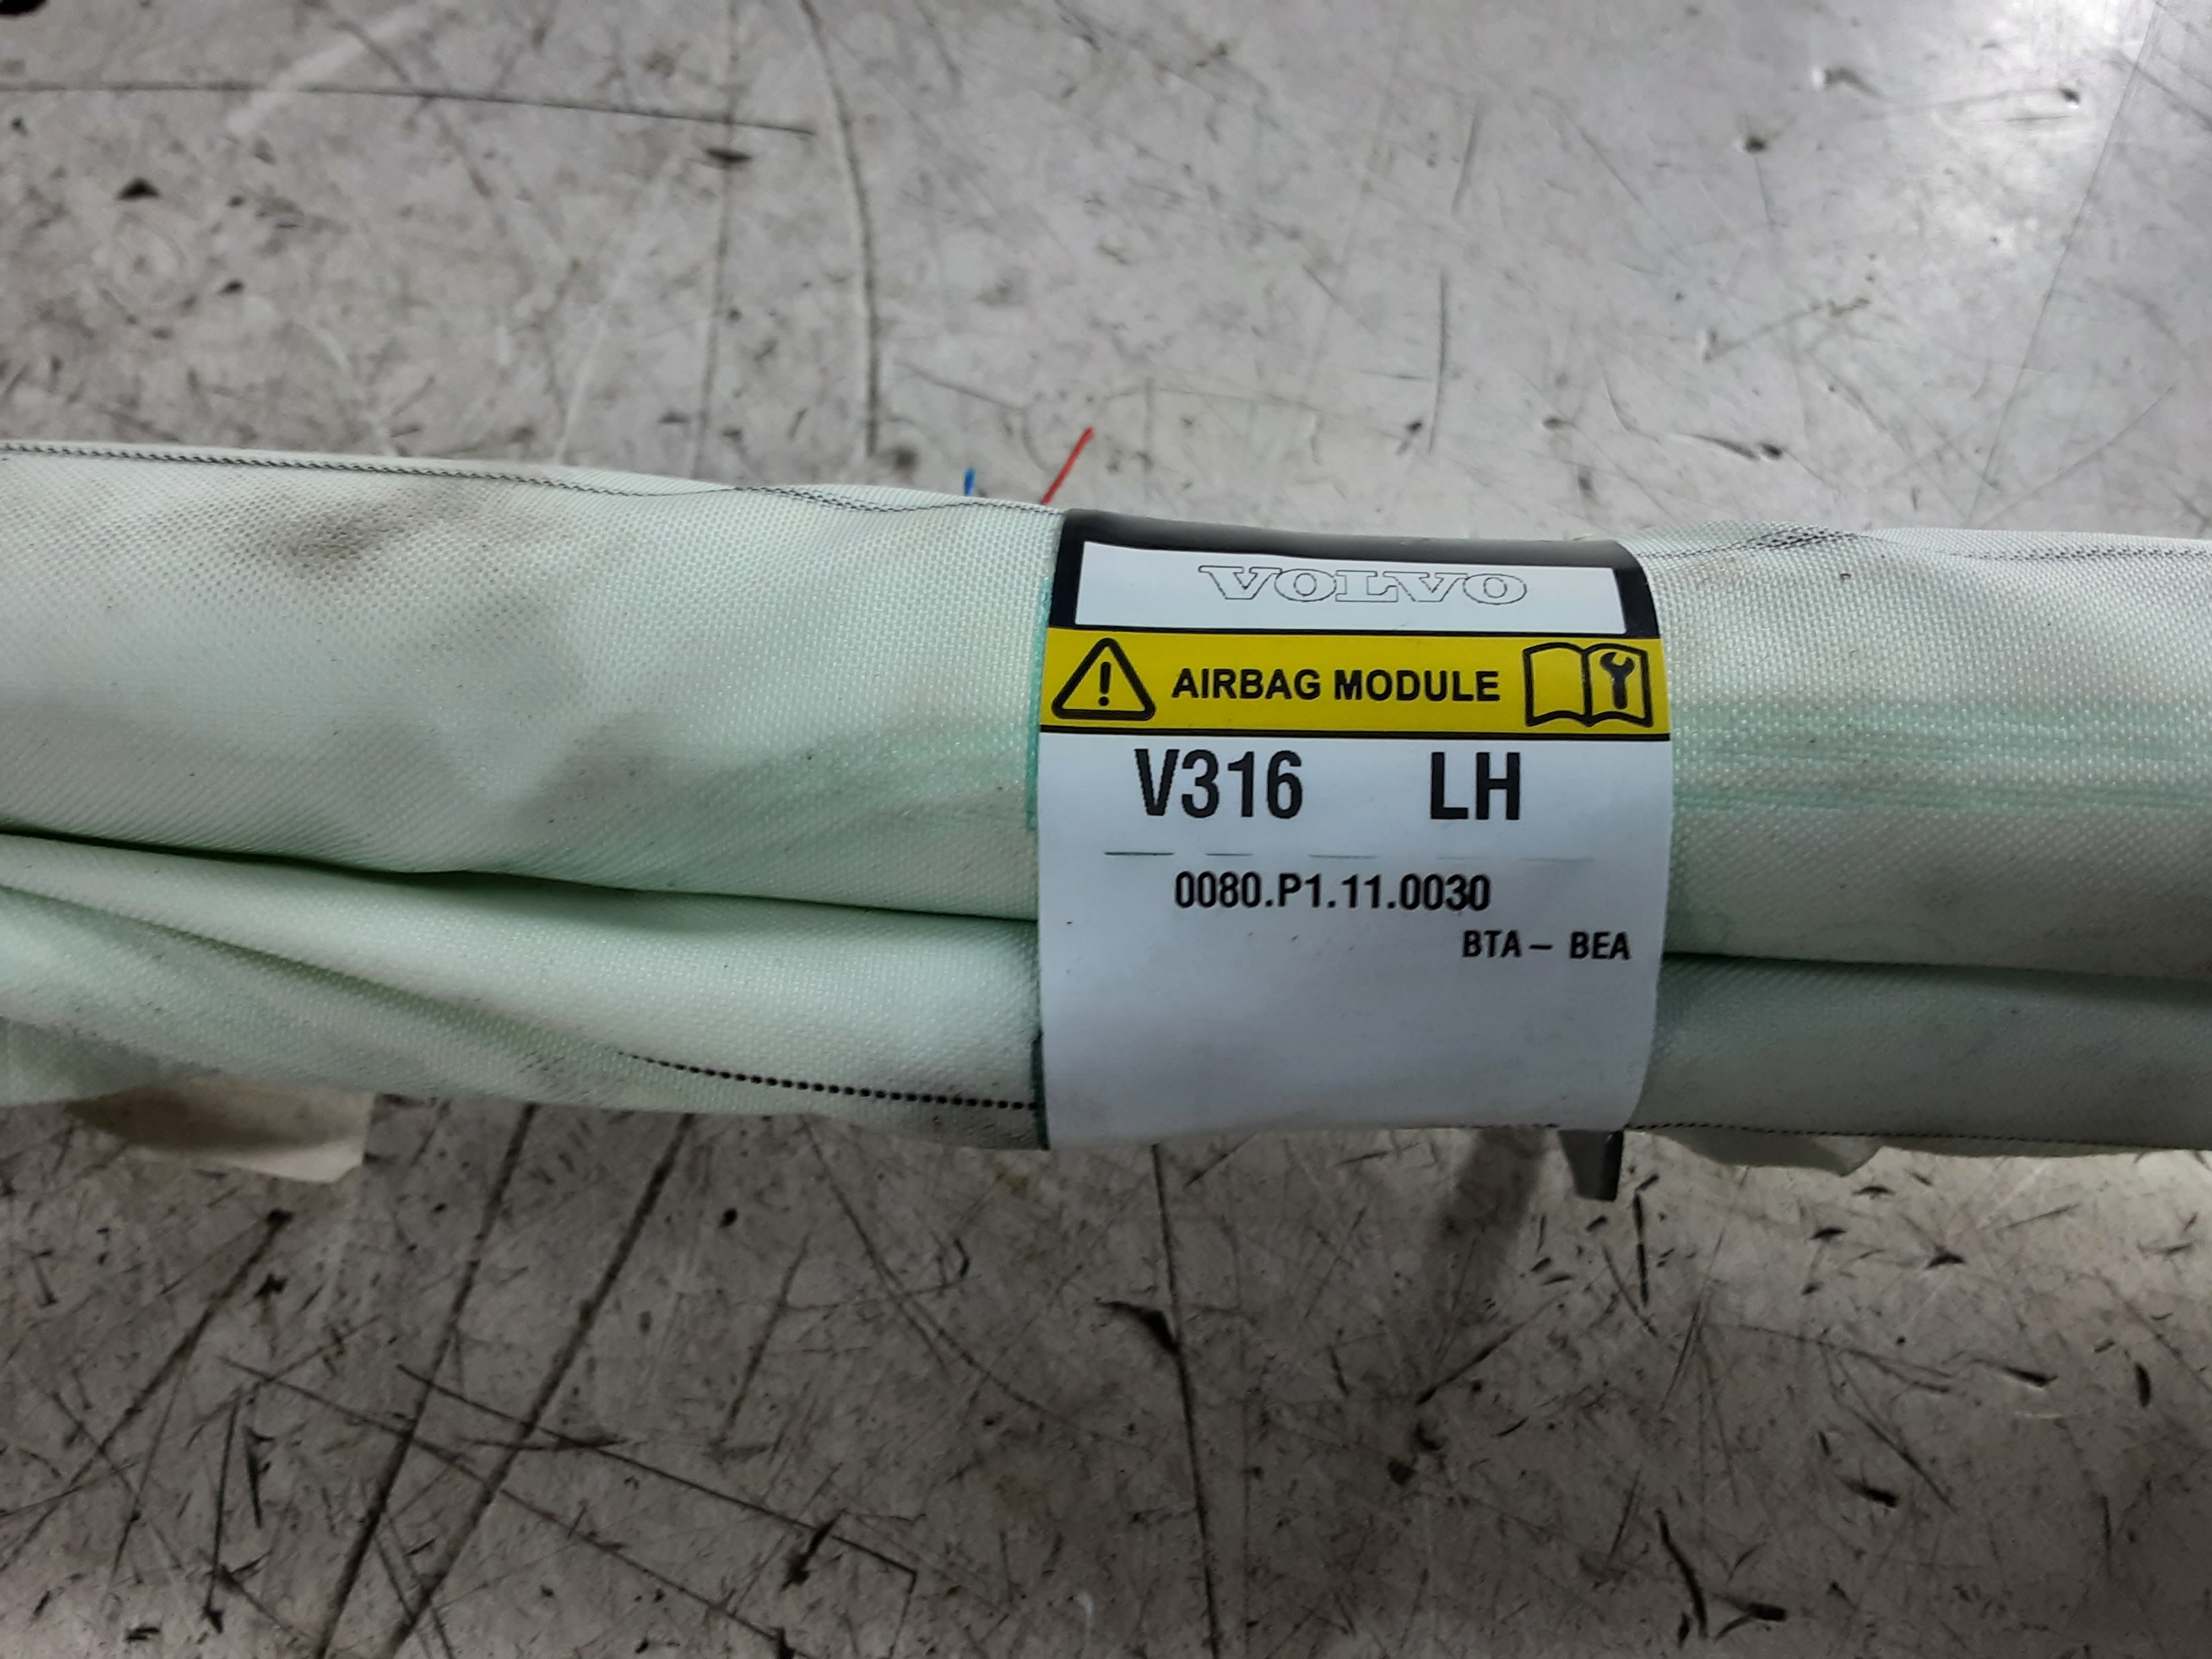 VOLVO
AIRBAG MODULE
V316 LH
0080.P1.11.0030
BTA- BEA